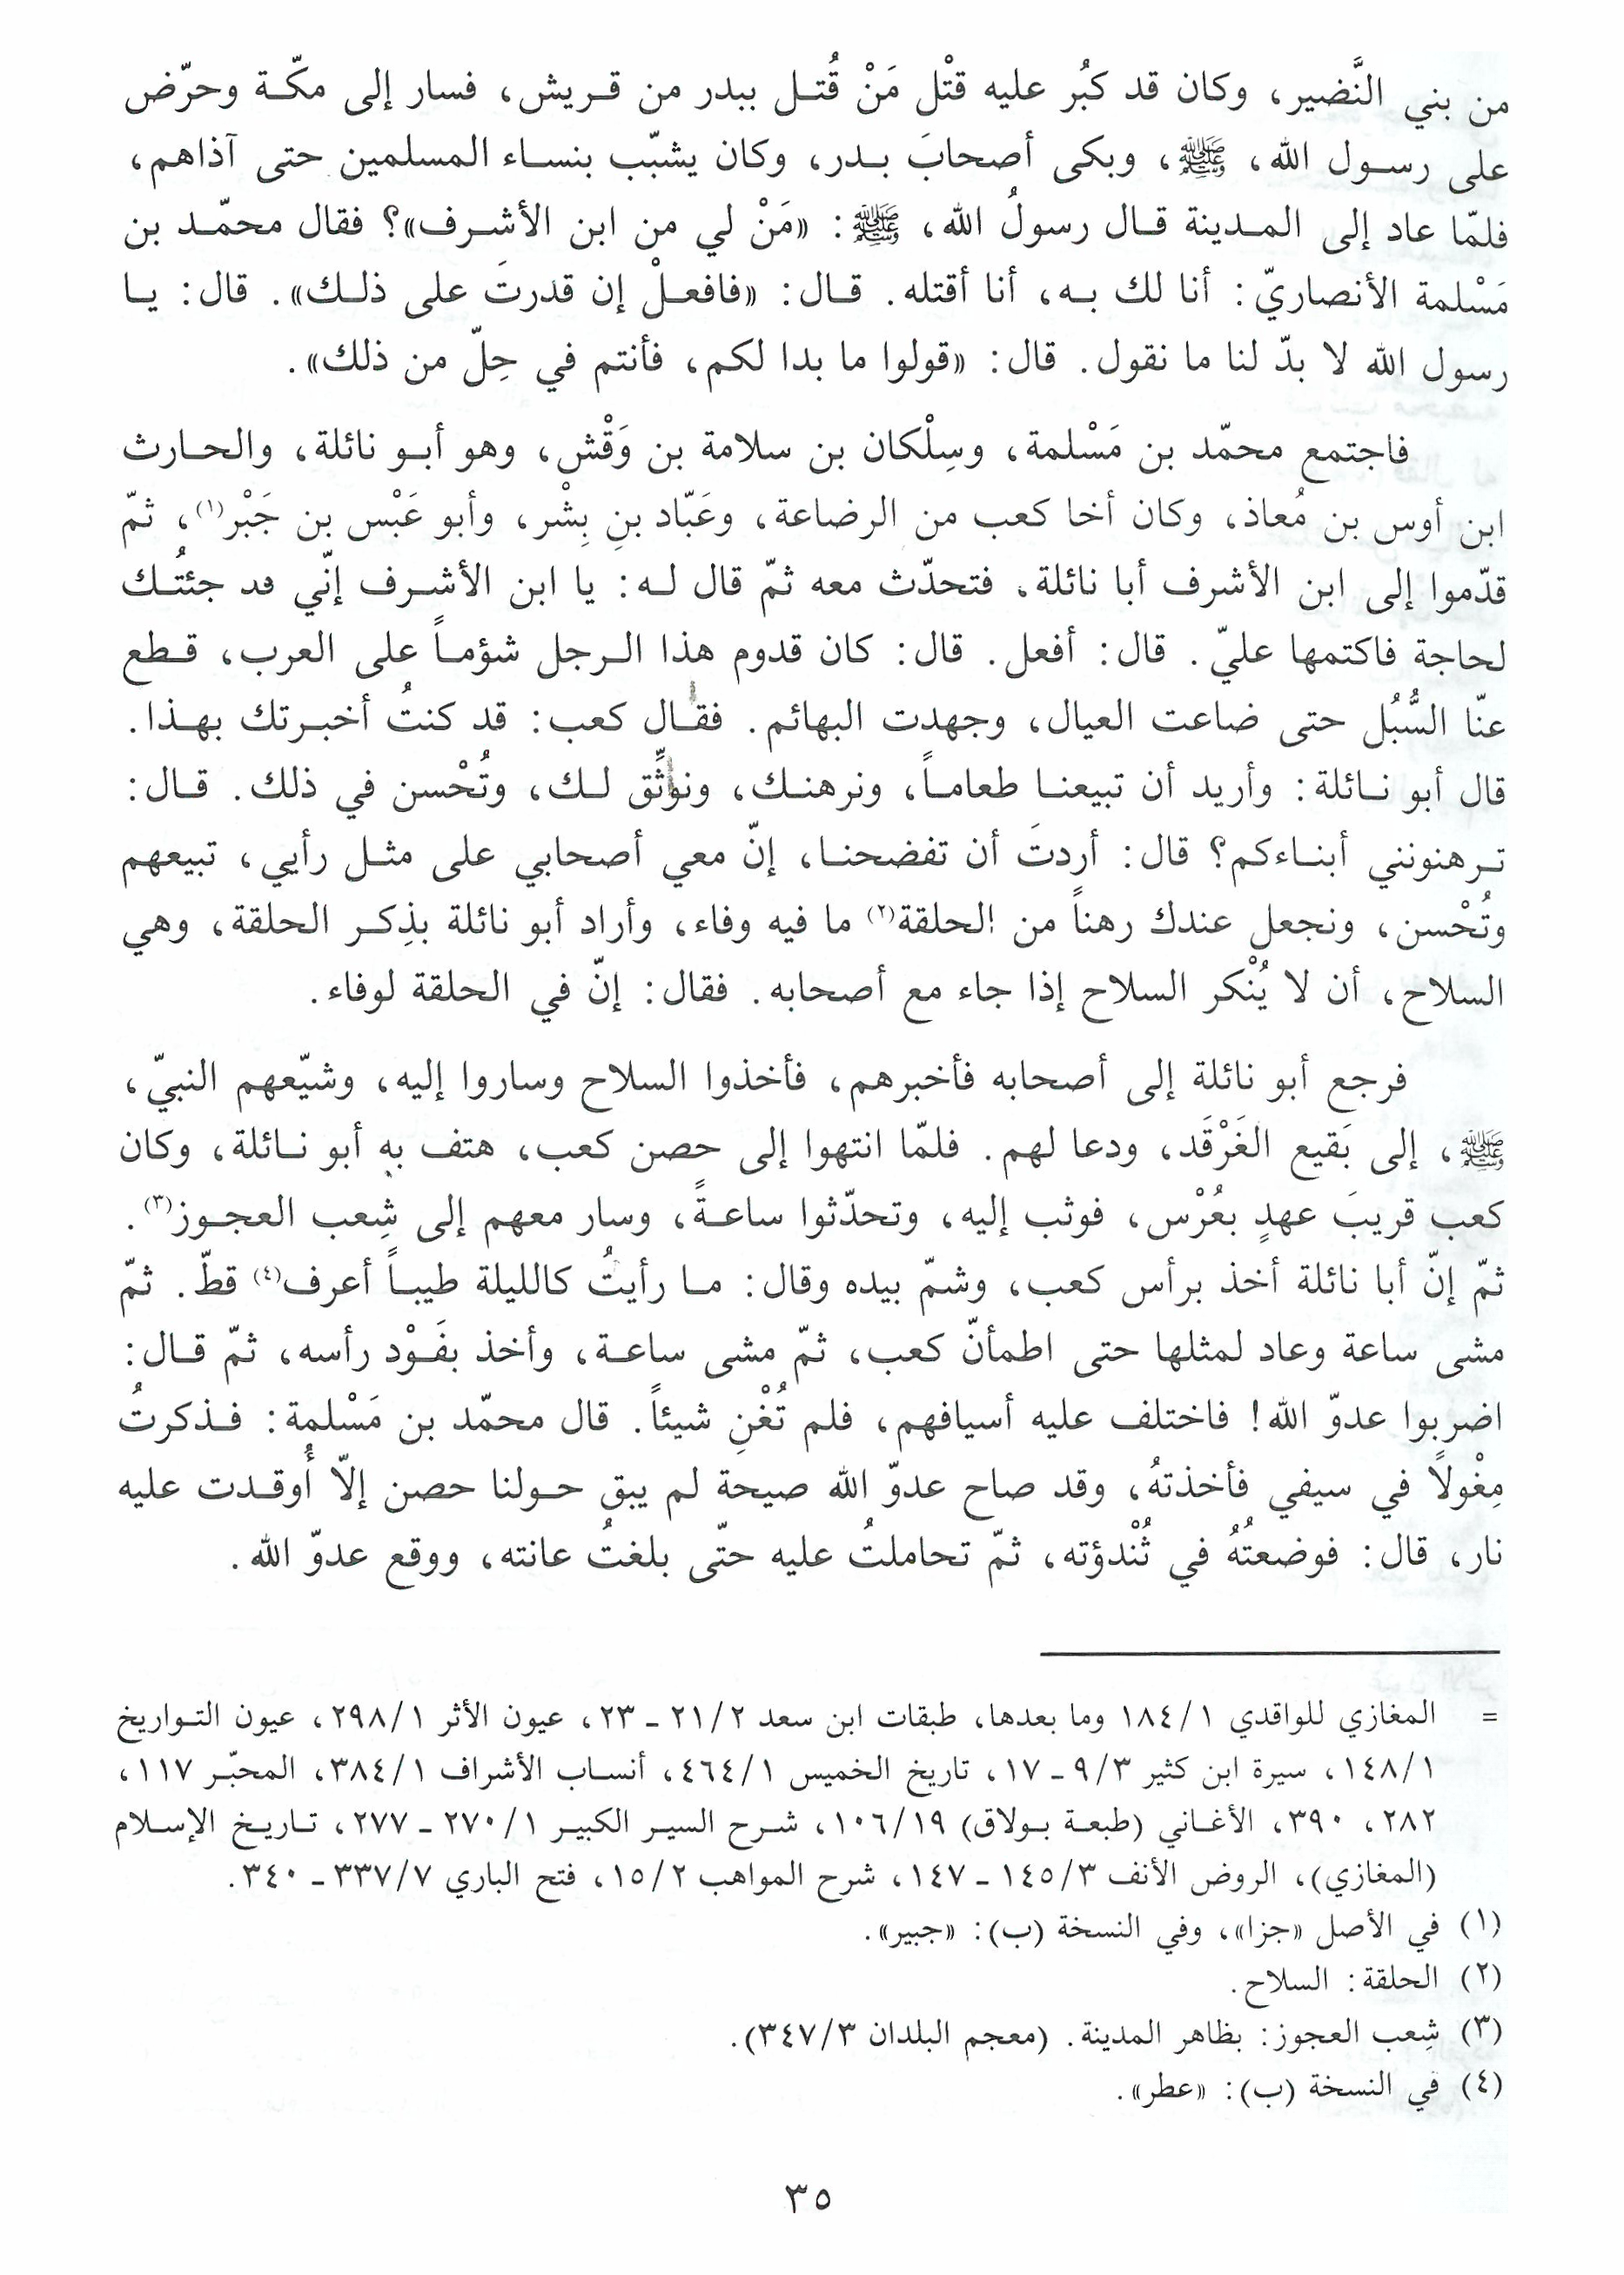 من بني النَّضير، وكان قد كبُر عليه قتْل مَنْ قُتل ببدر من قريش، فسار إلى مكّة وحرّض
على رسول الله، ﷺ، وبكى أصحابَ بدر، وكان يشبّب بنساء المسلمين حتى آذاهم،
فلمّا عاد إلى المدينة قال رسولُ الله، ﷺ: «مَنْ لي من ابن الأشرف»؟ فقال محمّد بن
مَسْلمة الأنصاريّ: أنا لك به، أنا أقتله. قال: «فافعلْ إن قدرتَ على ذلك». قال: يا
رسول الله لا بدّ لنا ما نقول. قال: «قولوا ما بدا لكم، فأنتم في حِلّ من ذلك».
فاجتمع محمّد بن مَسْلمة، وسِلْكان بن سلامة بن وَقْش، وهو أبو نائلة، والحارث
ابن أوس بن مُعاذ، وكان أخا كعب من الرضاعة، وعَبّاد بنِ بِشْر، وأبو عَبْس بن جَبْر(١)، ثمّ
قدّموا إلى ابن الأشرف أبا نائلة، فتحدّث معه ثمّ قال له: يا ابن الأشرف إنّي قد جئتُك
لحاجة فاكتمها عليّ. قال: أفعل. قال: كان قدوم هذا الرجل شؤماً على العرب، قطع
عنّا السُّبُل حتى ضاعت العيال، وجهدت البهائم. فقال كعب: قد كنتُ أخبرتك بهذا.
قال أبو نائلة: وأريد أن تبيعنا طعاماً، ونرهنك، ونوثِّق لك، وتُحْسن في ذلك. قال:
ترهنونني أبناءكم؟ قال: أردتَ أن تفضحنا، إنّ معي أصحابي على مثل رأيي، تبيعهم
وتُحْسن، ونجعل عندك رهناً من الحلقة(٢) ما فيه وفاء، وأراد أبو نائلة بذِكر الحلقة، وهي
السلاح، أن لا يُنْكر السلاح إذا جاء مع أصحابه. فقال: إنّ في الحلقة لوفاء.
فرجع أبو نائلة إلى أصحابه فأخبرهم، فأخذوا السلاح وساروا إليه، وشيّعهم النبيّ،
ﷺ، إلى بَقيع الغَرْقَد، ودعا لهم. فلمّا انتهوا إلى حصن كعب، هتف به أبو نائلة، وكان
كعب قريبَ عهدٍ بعُرْس، فوثب إليه، وتحدّثوا ساعةً، وسار معهم إلى شِعب العجوز(٣).
ثمّ إنّ أبا نائلة أخذ برأس كعب، وشمّ بيده وقال: ما رأيتُ كالليلة طيباً أعرف(٤) قطّ. ثمّ
مشى ساعة وعاد لمثلها حتى اطمأنّ كعب، ثمّ مشى ساعة، وأخذ بفَوْد رأسه، ثمّ قال:
اضربوا عدوّ الله! فاختلف عليه أسيافهم، فلم تُغْنِ شيئاً. قال محمّد بن مَسْلمة: فذكرتُ
مِغْولاً في سيفي فأخذتهُ، وقد صاح عدوّ الله صيحة لم يبق حولنا حصن إلاّ أُوقدت عليه
نار، قال: فوضعتُهُ في ثُنْدؤته، ثمّ تحاملتُ عليه حتّى بلغتُ عانته، ووقع عدوّ الله.
= المغازي للواقدي ١/١٨٤ وما بعدها، طبقات ابن سعد ٢/٢١ ـ ٢٣، عيون الأثر ١/٢٩٨، عيون التواريخ
١/١٤٨، سيرة ابن كثير ٣/٩ ـ ١٧، تاريخ الخميس ١/٤٦٤، أنساب الأشراف ١/٣٨٤، المحبّر ١١٧،
٢٨٢، ٣٩٠، الأغاني (طبعة بولاق) ١٩/١٠٦، شرح السير الكبير ١/٢٧٠ ـ ٢٧٧، تاريخ الإسلام
(المغازي)، الروض الأنف ٣/١٤٥ ـ ١٤٧، شرح المواهب ٢/١٥، فتح الباري ٧/٣٣٧ ـ ٣٤٠.
(١) في الأصل «جزا»، وفي النسخة (ب): «جبير».
(٢) الحلقة: السلاح.
(٣) شِعب العجوز: بظاهر المدينة. (معجم البلدان ٣/٣٤٧).
(٤) في النسخة (ب): «عطر».
٣٥